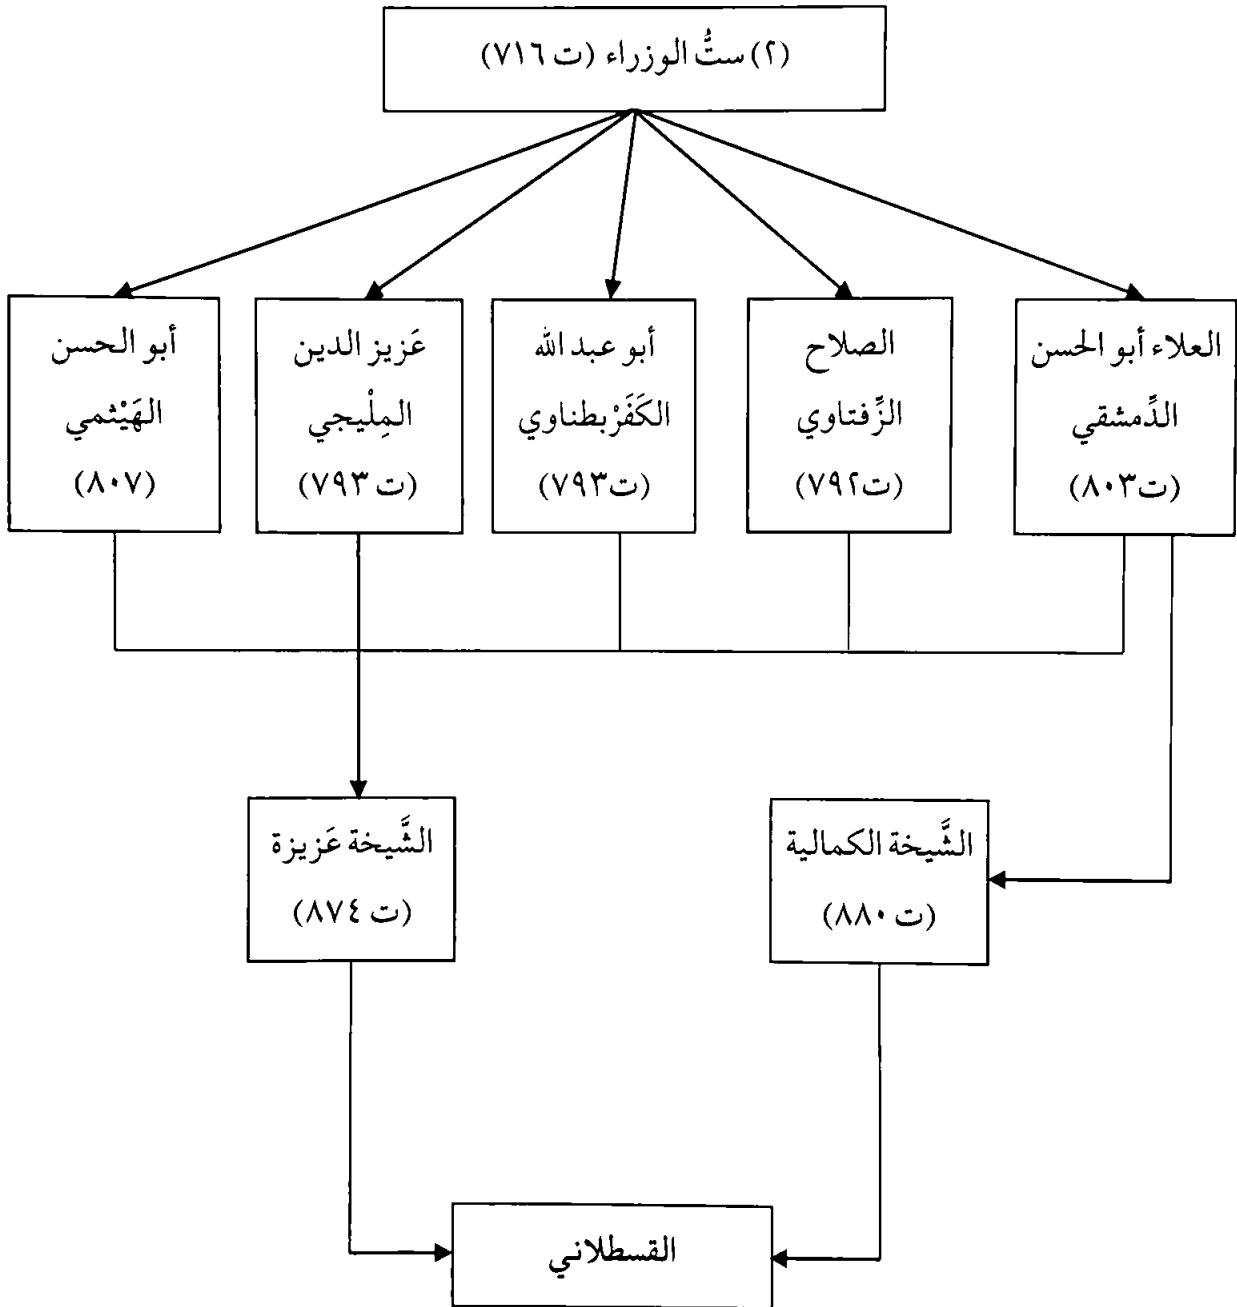 (٢) ستُّ الوزراء (ت ٧١٦)
العلاء أبو الحسن
الدِّمشقي
(ت٨٠٣)
الصلاح
الزِّفتاوي
(ت٧٩٢)
أبو عبد الله
الكَفَرْبطناوي
(ت٧٩٣)
عَزيز الدين
المِلْيجي
(ت ٧٩٣)
أبو الحسن
الهَيْثمي
(٨٠٧)
الشَّيخة الكمالية
(ت ٨٨٠)
الشَّيخة عَزيزة
(ت ٨٧٤)
القسطلاني